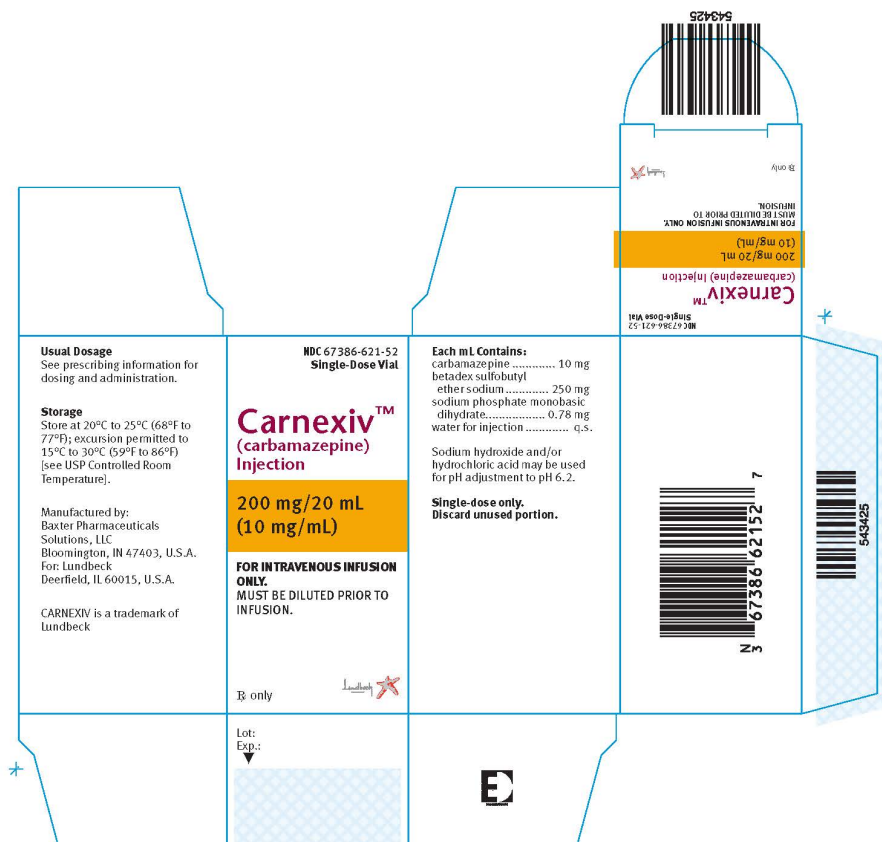 543425
℞ only
Lundbeck
FOR INTRAVENOUS INFUSION ONLY.
MUST BE DILUTED PRIOR TO
INFUSION.
200 mg/20 mL
(10 mg/mL)
Carnexiv™
(carbamazepine) Injection
NDC 67386-621-52
Single-Dose Vial
Usual Dosage
See prescribing information for
dosing and administration.
Storage
Store at 20°C to 25°C (68°F to
77°F); excursion permitted to
15°C to 30°C (59°F to 86°F)
[see USP Controlled Room
Temperature].
Manufactured by:
Baxter Pharmaceuticals
Solutions, LLC
Bloomington, IN 47403, U.S.A.
For: Lundbeck
Deerfield, IL 60015, U.S.A.
CARNEXIV is a trademark of
Lundbeck
NDC 67386-621-52
Single-Dose Vial
Carnexiv™
(carbamazepine)
Injection
200 mg/20 mL
(10 mg/mL)
FOR INTRAVENOUS INFUSION
ONLY.
MUST BE DILUTED PRIOR TO
INFUSION.
℞ only
Lundbeck
Lot:
Exp.:
Each mL Contains:
carbamazepine ............. 10 mg
betadex sulfobutyl
ether sodium ............. 250 mg
sodium phosphate monobasic
dihydrate.................. 0.78 mg
water for injection ............. q.s.
Sodium hydroxide and/or
hydrochloric acid may be used
for pH adjustment to pH 6.2.
Single-dose only.
Discard unused portion.
N
3 67386 62152 7
543425